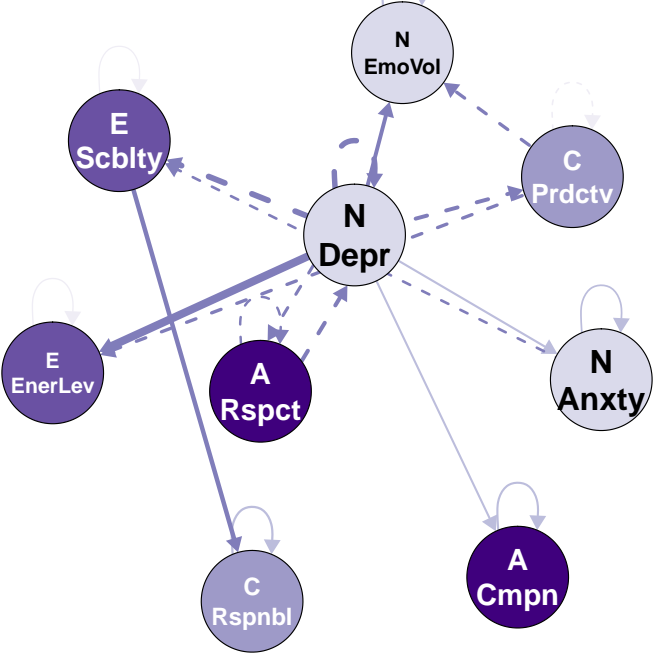 N
EmoVol
E
Scblty
C
Prdctv
N
Depr
E
EnerLev
A
Rspct
N
Anxty
A
Cmpn
C
Rspnbl